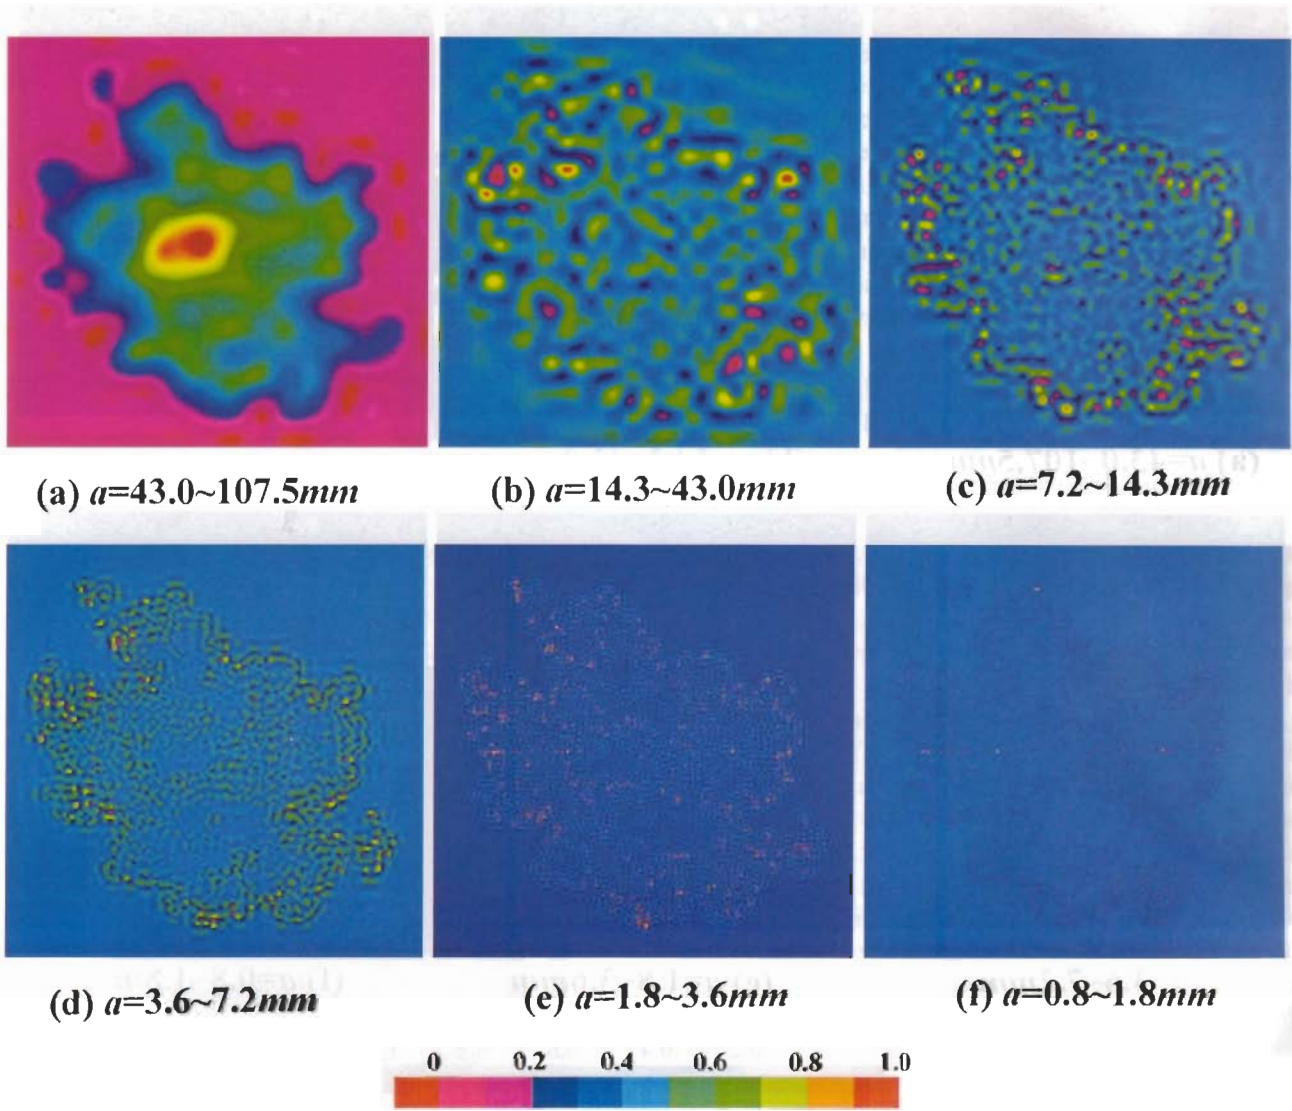 (a) a=43.0~107.5mm
(b) a=14.3~43.0mm
(c) a=7.2~14.3mm
(d) a=3.6~7.2mm
(e) a=1.8~3.6mm
(f) a=0.8~1.8mm
0 0.2 0.4 0.6 0.8 1.0